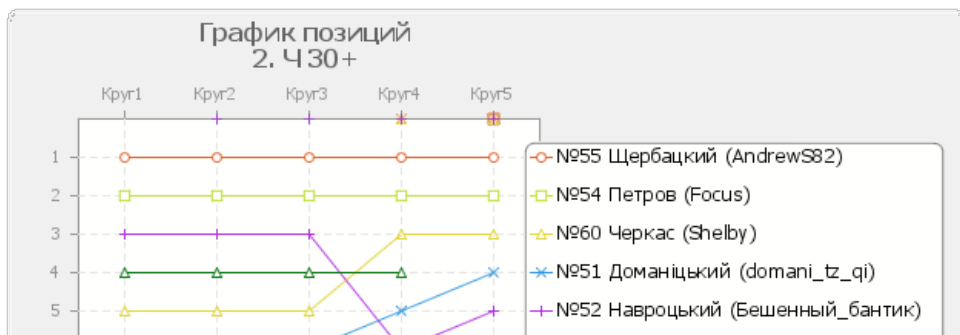 График позиций
2. Ч 30+
Круг1 Круг2 Круг3 Круг4 Круг5
1
2
3
4
5
№55 Щербацкий (AndrewS82)
№54 Петров (Focus)
№60 Черкас (Shelby)
№51 Доманіцький (domani_tz_qi)
№52 Навроцький (Бешенный_бантик)